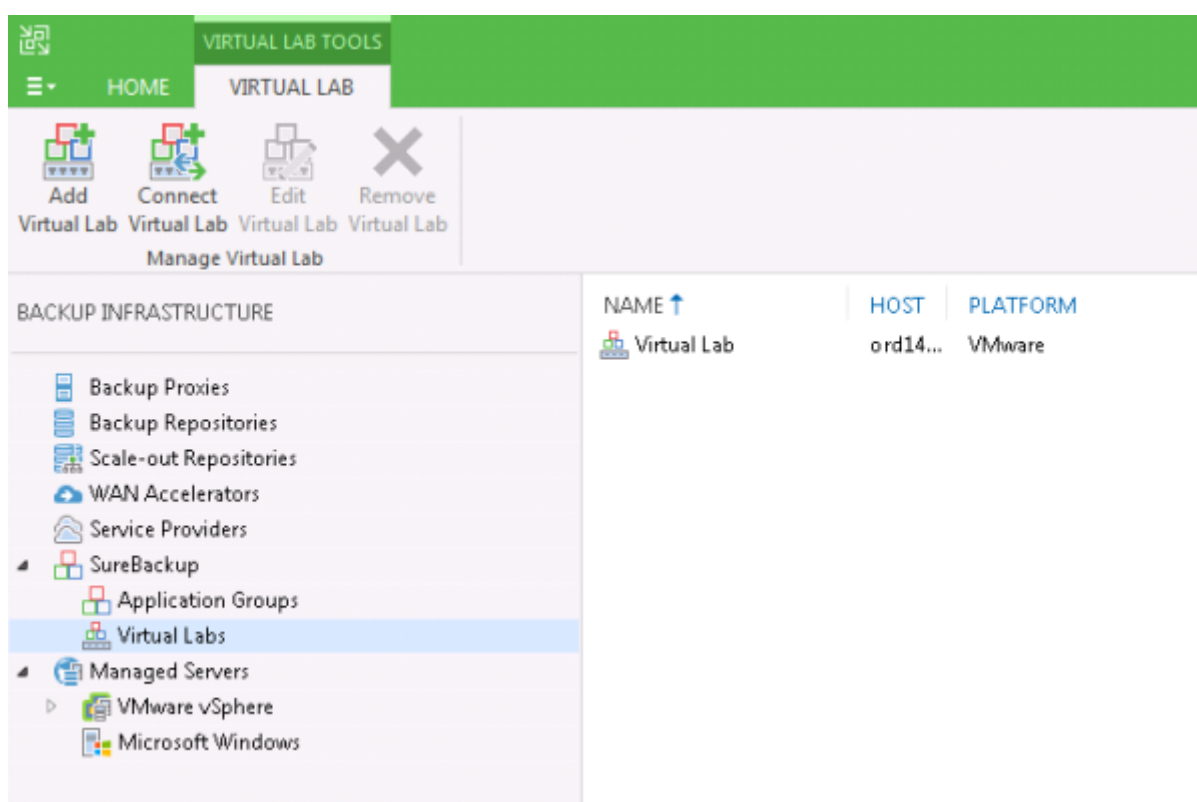 VIRTUAL LAB TOOLS
HOME VIRTUAL LAB
Add Virtual Lab
Connect Virtual Lab
Edit Virtual Lab
Remove Virtual Lab
Manage Virtual Lab
BACKUP INFRASTRUCTURE
Backup Proxies
Backup Repositories
Scale-out Repositories
WAN Accelerators
Service Providers
SureBackup
Application Groups
Virtual Labs
Managed Servers
VMware vSphere
Microsoft Windows
NAME HOST PLATFORM
Virtual Lab ord14... VMware